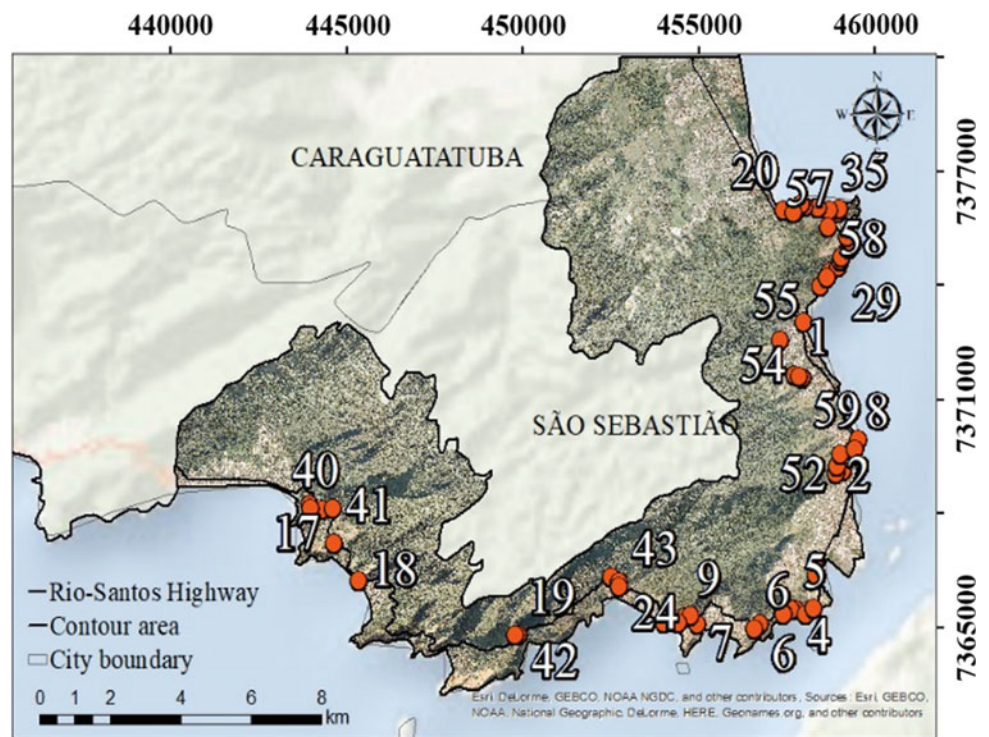 440000 445000 450000 455000 460000
N
W E
S
CARAGUATATUBA
20 57 35
7377000
58
55 29
1
54
7371000
SÃO SEBASTIÃO
59 8
52 2
40
17 41
43
18
5
9 6
19
24
7 6 4
7365000
42
Rio-Santos Highway
Contour area
City boundary
0 2 4 6 8
km
Esri, DeLorme, GEBCO, NOAA NGDC, and other contributors, Sources: Esri, GEBCO,
NOAA, National Geographic, DeLorme, HERE, Geonames.org, and other contributors